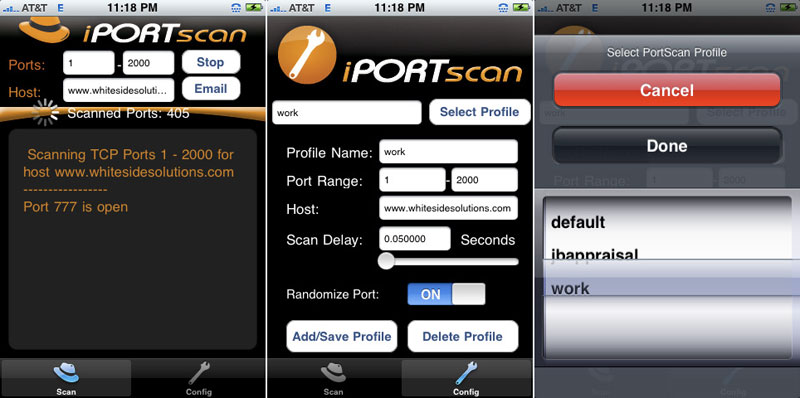 AT&T E 11:18 PM
iPORTscan
Ports: 1 - 2000 Stop
Host: www.whitesidesoluti... Email
Scanned Ports: 405
Scanning TCP Ports 1 - 2000 for
host www.whitesidesolutions.com
-----------------
Port 777 is open
Scan Config
AT&T E 11:18 PM
iPORTscan
work Select Profile
Profile Name: work
Port Range: 1 - 2000
Host: www.whitesidesolutions.com
Scan Delay: 0.050000 Seconds
Randomize Port: ON
Add/Save Profile Delete Profile
Scan Config
AT&T E 11:18 PM
Select PortScan Profile
Cancel
work Select Profile
Done
Port Range: 1 - 2000
default
jbappraisal
work
Scan Config